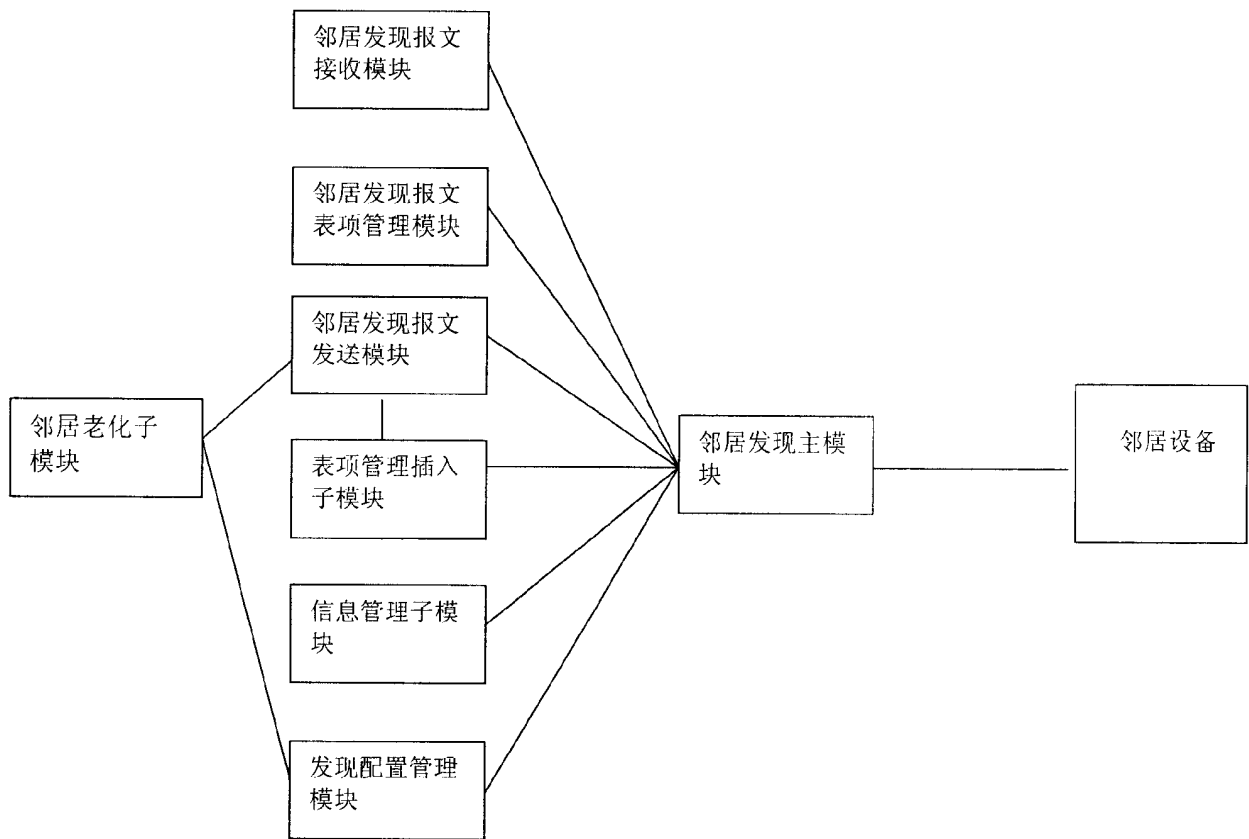 邻居发现报文
接收模块
邻居发现报文
表项管理模块
邻居发现报文
发送模块
邻居老化子
模块
表项管理插入
子模块
邻居发现主模
块
邻居设备
信息管理子模
块
发现配置管理
模块